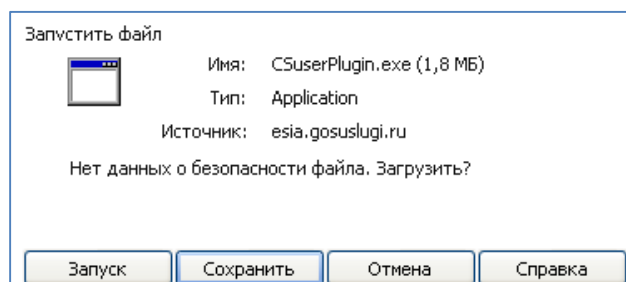 Запустить файл
Имя: CSuserPlugin.exe (1,8 МБ)
Тип: Application
Источник: esia.gosuslugi.ru
Нет данных о безопасности файла. Загрузить?
Запуск Сохранить Отмена Справка